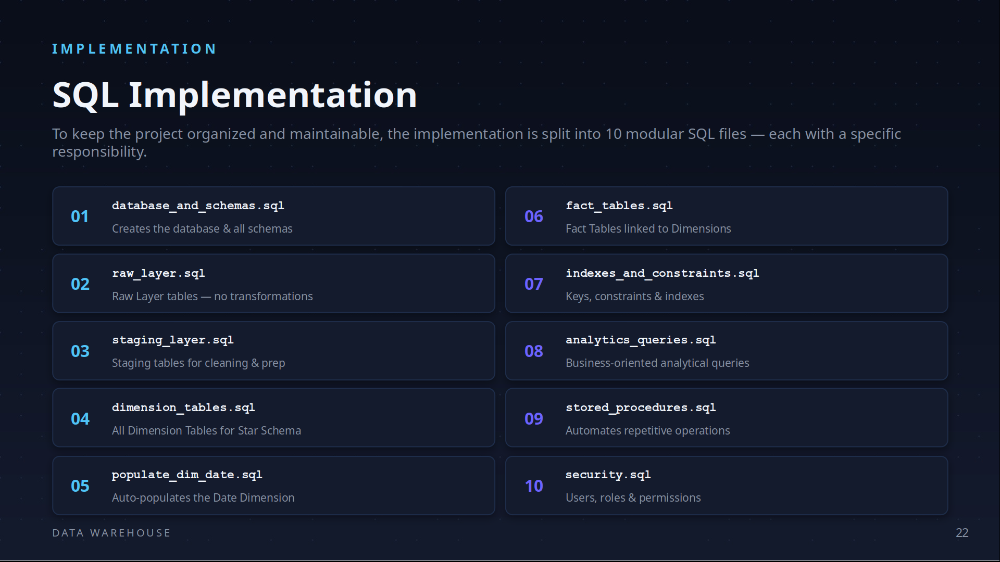 IMPLEMENTATION
SQL Implementation
To keep the project organized and maintainable, the implementation is split into 10 modular SQL files — each with a specific
responsibility.
01
database_and_schemas.sql
Creates the database & all schemas
02
raw_layer.sql
Raw Layer tables — no transformations
03
staging_layer.sql
Staging tables for cleaning & prep
04
dimension_tables.sql
All Dimension Tables for Star Schema
05
populate_dim_date.sql
Auto-populates the Date Dimension
06
fact_tables.sql
Fact Tables linked to Dimensions
07
indexes_and_constraints.sql
Keys, constraints & indexes
08
analytics_queries.sql
Business-oriented analytical queries
09
stored_procedures.sql
Automates repetitive operations
10
security.sql
Users, roles & permissions
DATA WAREHOUSE
22